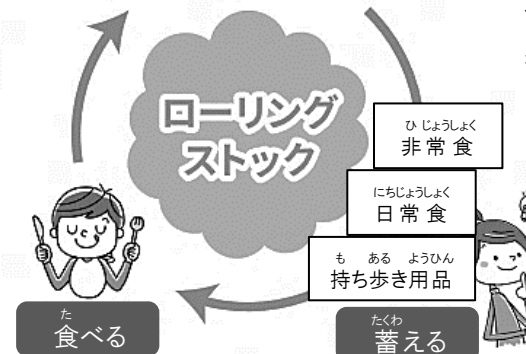 ローリング
ストック
ひじょうしょく
非常食
にちじょうしょく
日常食
も ある ようひん
持ち歩き用品
た
食べる
たくわ
蓄える